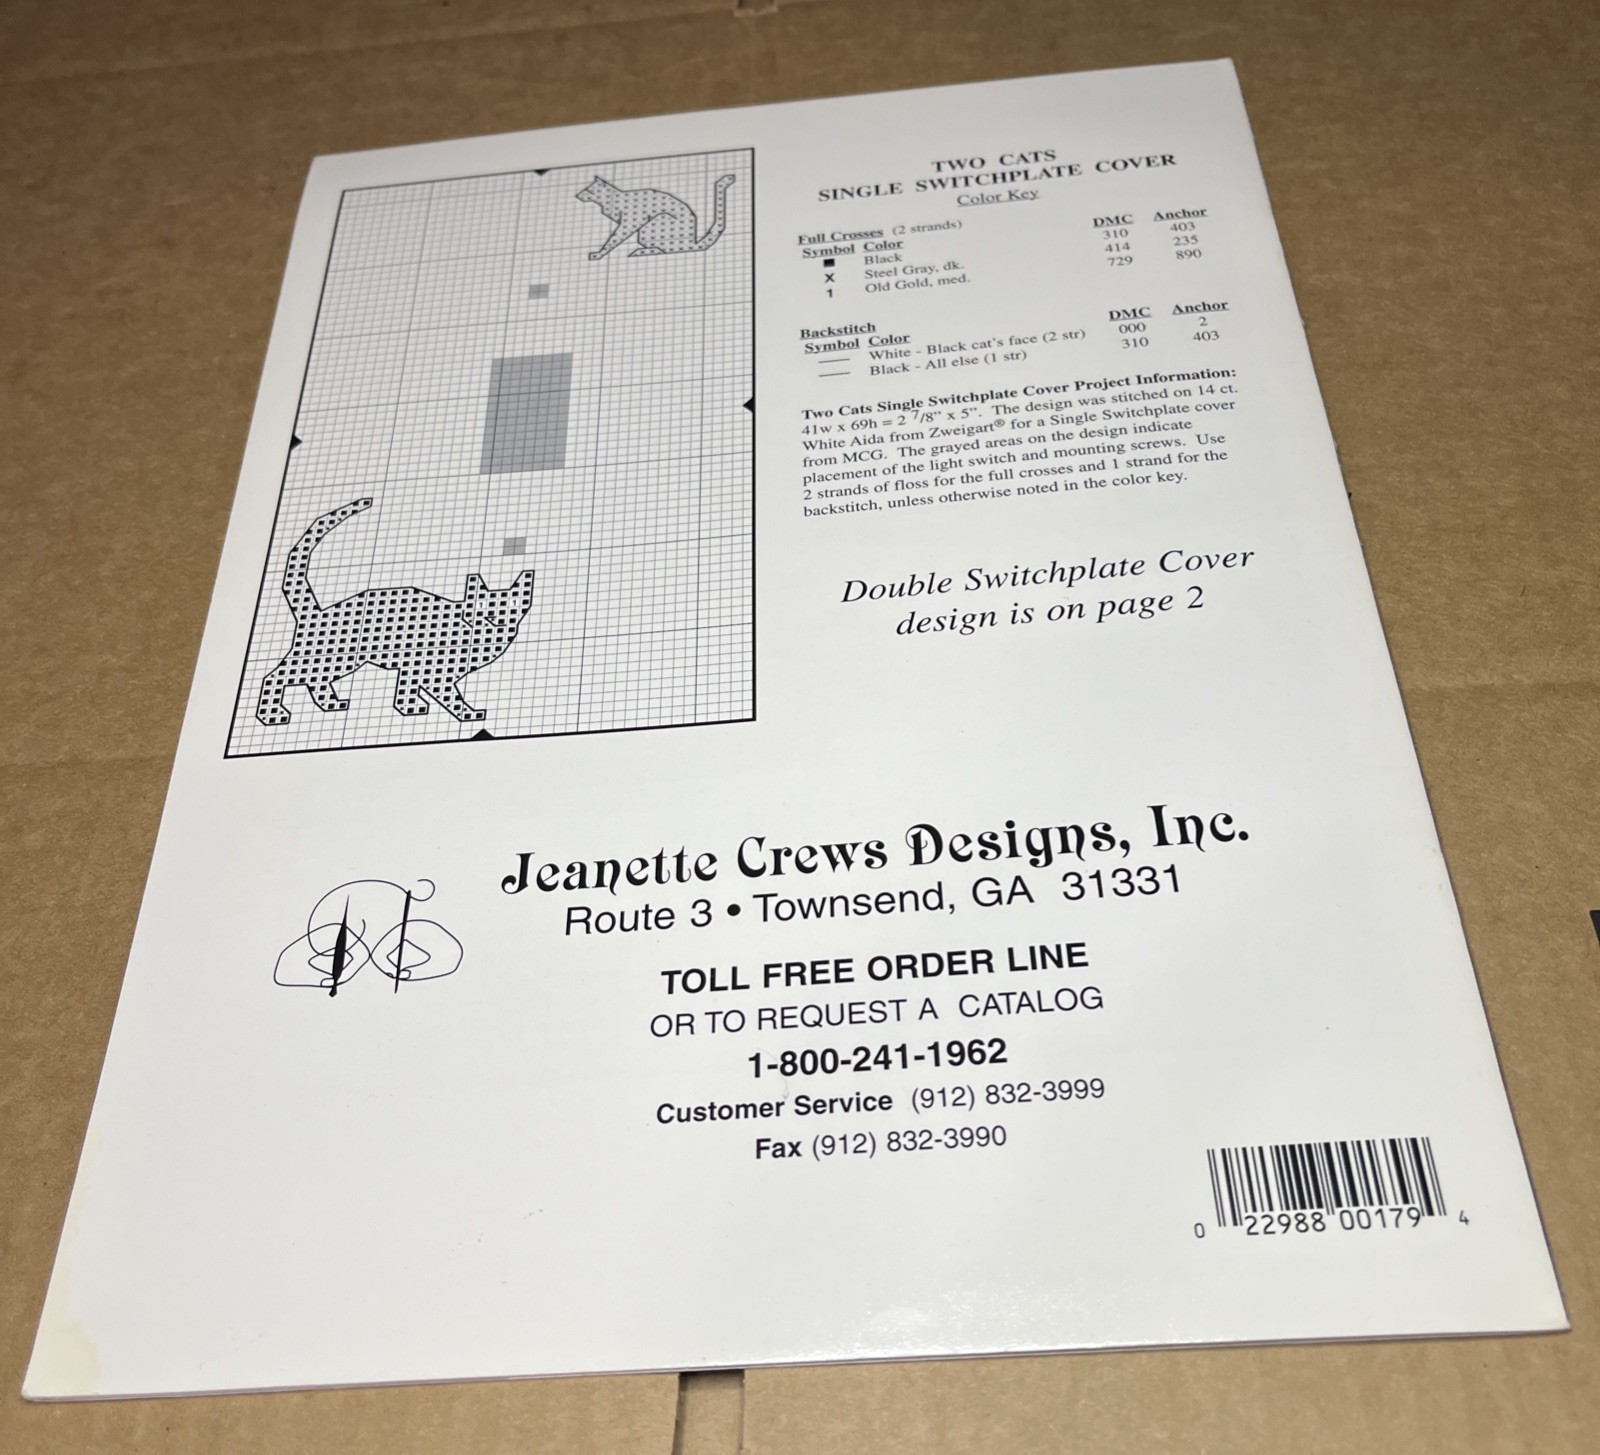 TWO CATS
SINGLE SWITCHPLATE COVER
Color Key
Full Crosses (2 strands)
Symbol Color DMC Anchor
■ Black 310 403
X Steel Gray, dk. 414 235
1 Old Gold, med. 729 890
Backstitch
Symbol Color DMC Anchor
White - Black cat's face (2 str) 000 2
Black - All else (1 str) 310 403
Two Cats Single Switchplate Cover Project Information:
41w x 69h = 2 7/8" x 5". The design was stitched on 14 ct.
White Aida from Zweigart® for a Single Switchplate cover
from MCG. The grayed areas on the design indicate
placement of the light switch and mounting screws. Use
2 strands of floss for the full crosses and 1 strand for the
backstitch, unless otherwise noted in the color key.
Double Switchplate Cover
design is on page 2
Jeanette Crews Designs, Inc.
Route 3 • Townsend, GA 31331
TOLL FREE ORDER LINE
OR TO REQUEST A CATALOG
1-800-241-1962
Customer Service (912) 832-3999
Fax (912) 832-3990
0 22988 00179 4